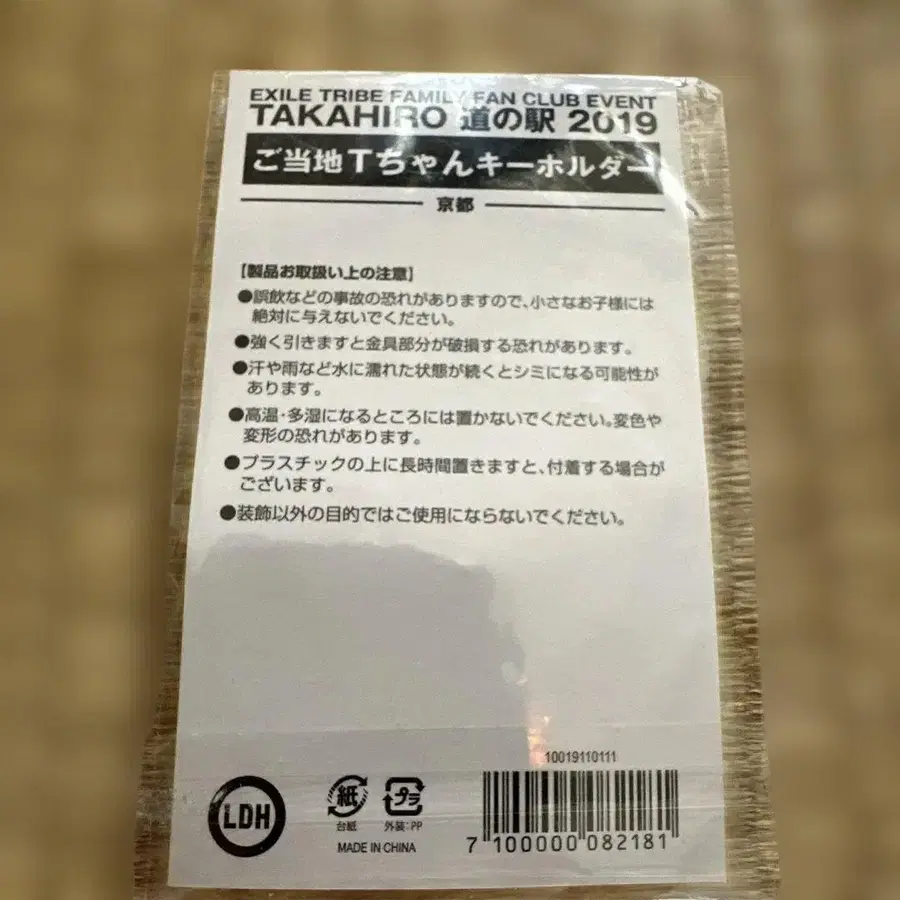 EXILE TRIBE FAMILY FAN CLUB EVENT
TAKAHIRO 道の駅 2019
ご当地Tちゃんキーホルダー
京都
【製品お取扱い上の注意】
●誤飲などの事故の恐れがありますので、小さなお子様には
絶対に与えないでください。
●強く引きますと金具部分が破損する恐れがあります。
●汗や雨など水に濡れた状態が続くとシミになる可能性が
あります。
●高温・多湿になるところには置かないでください。変色や
変形の恐れがあります。
●プラスチックの上に長時間置きますと、付着する場合が
ございます。
●装飾以外の目的ではご使用にならないでください。
10019110111
LDH
紙
プラ
台紙
外装:PP
MADE IN CHINA
7 100000 082181